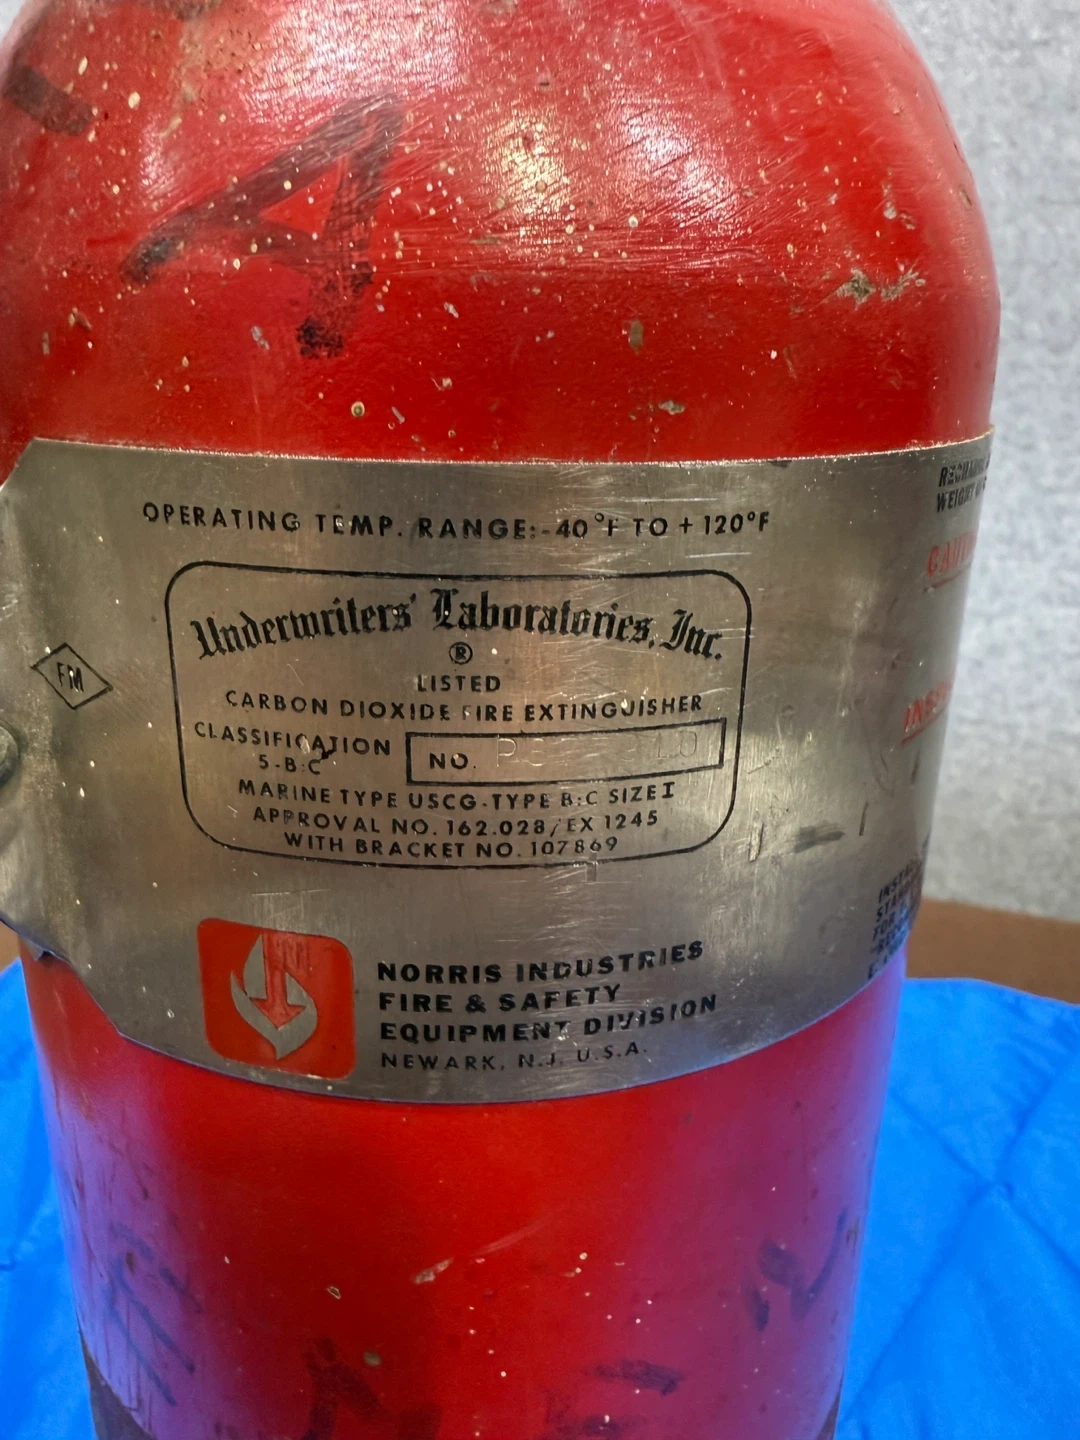 A
OPERATING TEMP. RANGE:-40°F TO +120°F
Underwriters' Laboratories, Inc.
®
LISTED
CARBON DIOXIDE FIRE EXTINGUISHER
CLASSIFICATION
5-B:C
NO.
MARINE TYPE USCG-TYPE B:C SIZE I
APPROVAL NO. 162.028/EX 1245
WITH BRACKET NO. 107869
FM
NORRIS INDUSTRIES
FIRE & SAFETY
EQUIPMENT DIVISION
NEWARK, N.J. U.S.A.
WEIGHT